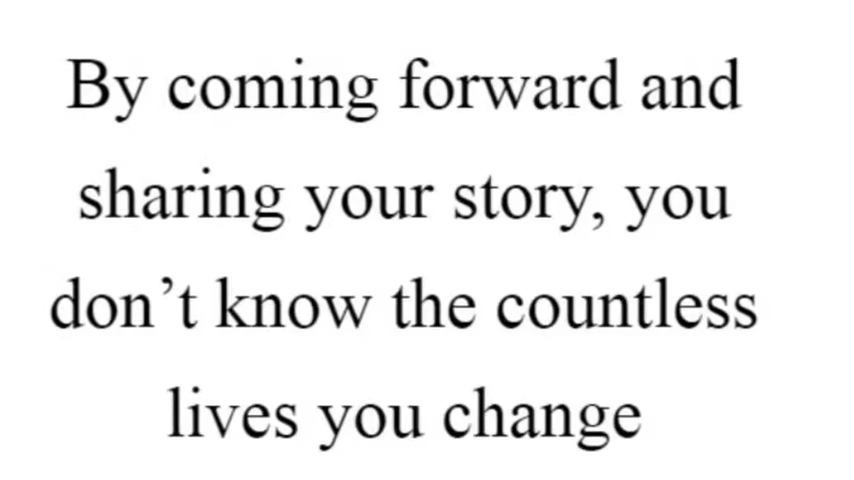 By coming forward and
sharing your story, you
don’t know the countless
lives you change